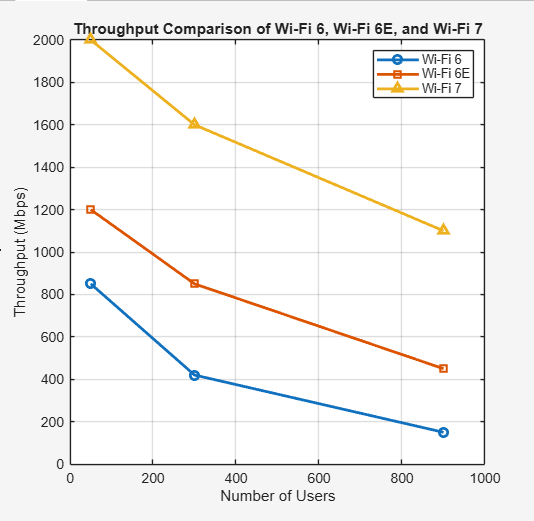 Throughput Comparison of Wi-Fi 6, Wi-Fi 6E, and Wi-Fi 7
Wi-Fi 6
Wi-Fi 6E
Wi-Fi 7
Throughput (Mbps)
2000
1800
1600
1400
1200
1000
800
600
400
200
0
0 200 400 600 800 1000
Number of Users